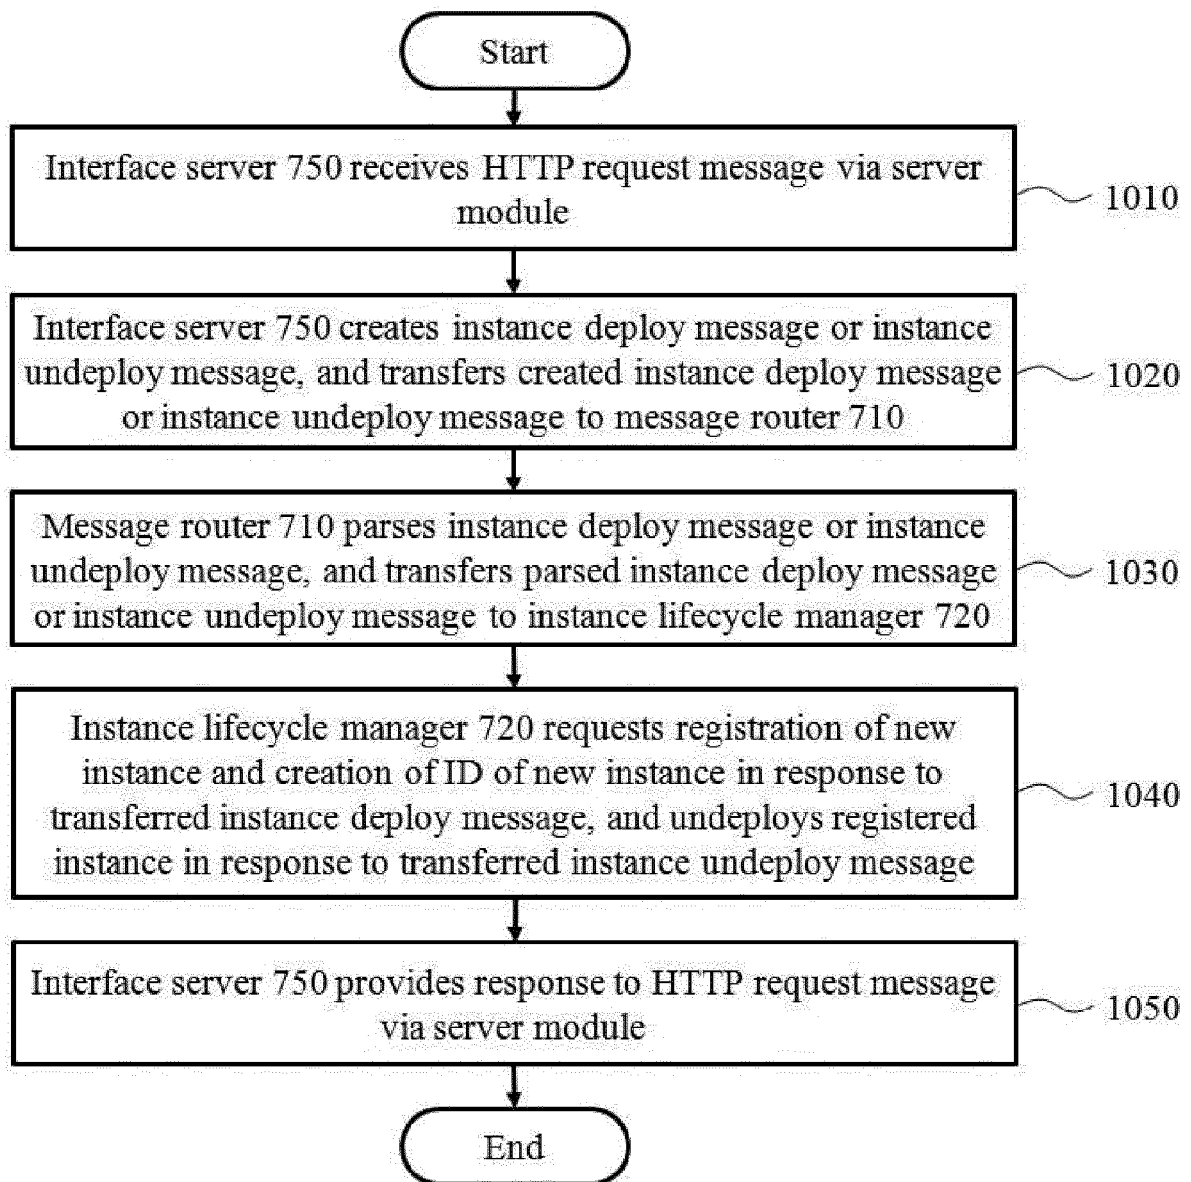 Start
Interface server 750 receives HTTP request message via server
module
1010
Interface server 750 creates instance deploy message or instance
undeploy message, and transfers created instance deploy message
or instance undeploy message to message router 710
1020
Message router 710 parses instance deploy message or instance
undeploy message, and transfers parsed instance deploy message
or instance undeploy message to instance lifecycle manager 720
1030
Instance lifecycle manager 720 requests registration of new
instance and creation of ID of new instance in response to
transferred instance deploy message, and undeploys registered
instance in response to transferred instance undeploy message
1040
Interface server 750 provides response to HTTP request message
via server module
1050
End